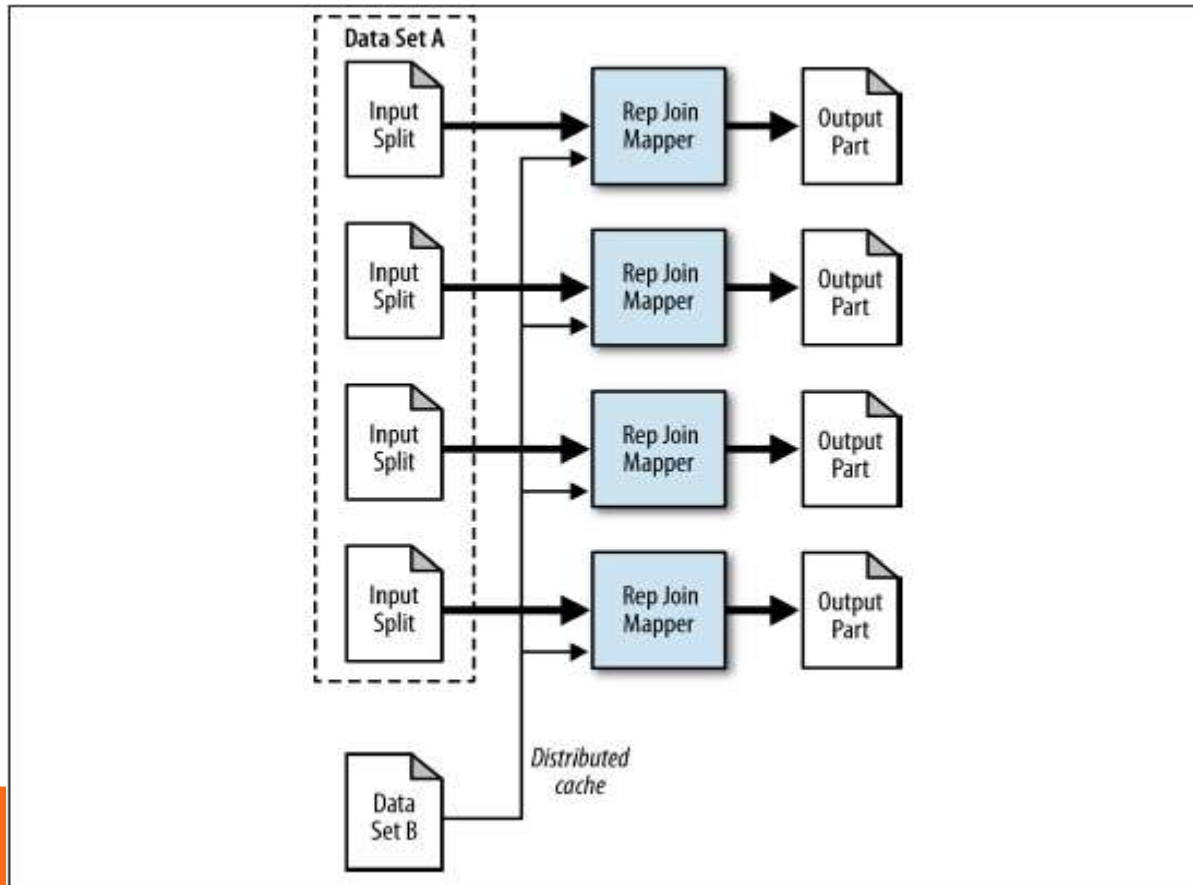 Data Set A
Input
Split
Rep Join
Mapper
Output
Part
Input
Split
Rep Join
Mapper
Output
Part
Input
Split
Rep Join
Mapper
Output
Part
Input
Split
Rep Join
Mapper
Output
Part
Distributed
cache
Data
Set B